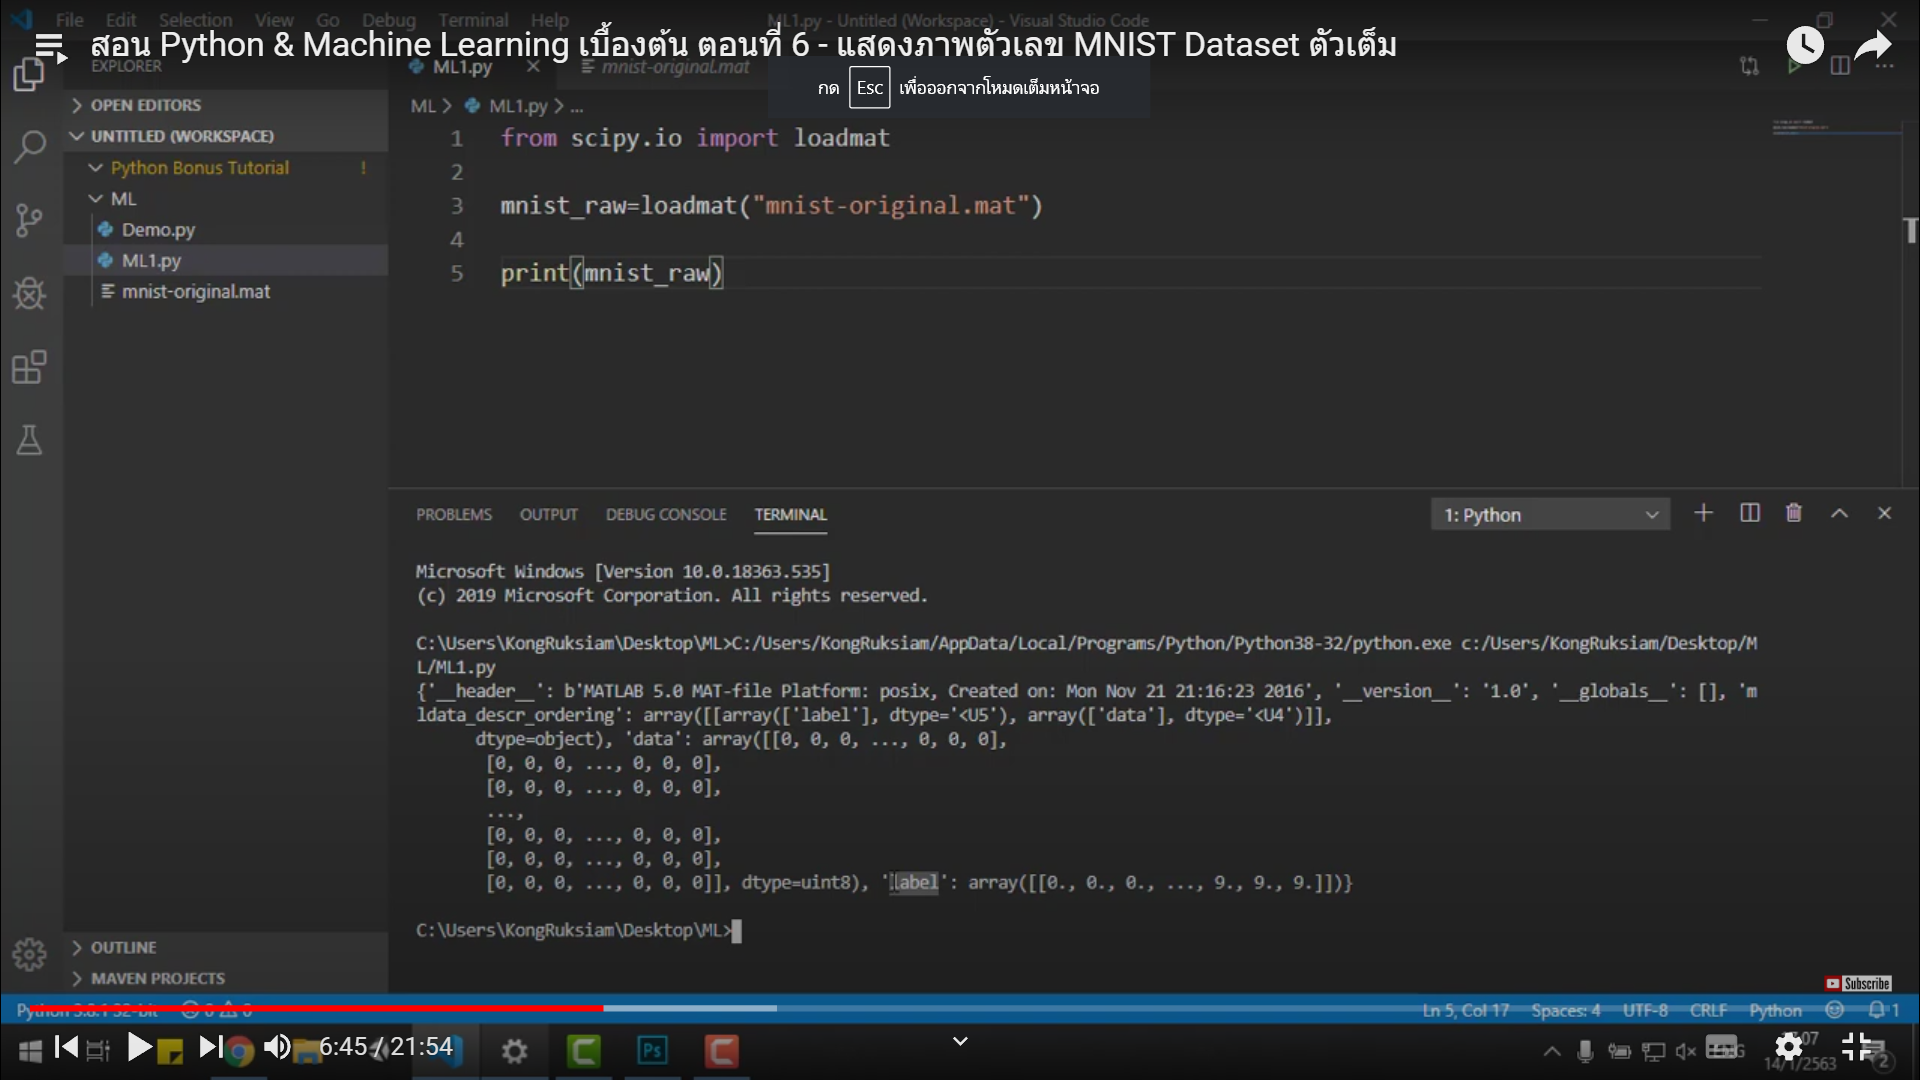 File Edit Selection View Go Debug Terminal Help ML1.py - Untitled (Workspace) - Visual Studio Code
สอน Python & Machine Learning เบื้องต้น ตอนที่ 6 - แสดงภาพตัวเลข MNIST Dataset ตัวเต็ม
EXPLORER
ML1.py
mnist-original.mat
กด Esc เพื่อออกจากโหมดเต็มหน้าจอ
OPEN EDITORS
UNTITLED (WORKSPACE)
Python Bonus Tutorial !
ML
Demo.py
ML1.py
mnist-original.mat
ML > ML1.py > ...
1 from scipy.io import loadmat
2
3 mnist_raw=loadmat("mnist-original.mat")
4
5 print(mnist_raw)
PROBLEMS OUTPUT DEBUG CONSOLE TERMINAL
1: Python
Microsoft Windows [Version 10.0.18363.535]
(c) 2019 Microsoft Corporation. All rights reserved.
C:\Users\KongRuksiam\Desktop\ML>C:/Users/KongRuksiam/AppData/Local/Programs/Python/Python38-32/python.exe c:/Users/KongRuksiam/Desktop/M
L/ML1.py
{'__header__': b'MATLAB 5.0 MAT-file Platform: posix, Created on: Mon Nov 21 21:16:23 2016', '__version__': '1.0', '__globals__': [], 'm
ldata_descr_ordering': array([[array(['label'], dtype='<U5'), array(['data'], dtype='<U4')]],
dtype=object), 'data': array([[0, 0, 0, ..., 0, 0, 0],
[0, 0, 0, ..., 0, 0, 0],
[0, 0, 0, ..., 0, 0, 0],
...,
[0, 0, 0, ..., 0, 0, 0],
[0, 0, 0, ..., 0, 0, 0],
[0, 0, 0, ..., 0, 0, 0]], dtype=uint8), 'label': array([[0., 0., 0., ..., 9., 9., 9.]])}
C:\Users\KongRuksiam\Desktop\ML>
OUTLINE
MAVEN PROJECTS
Subscribe
Python 3.8.1 32-bit 0 0
Ln 5, Col 17 Spaces: 4 UTF-8 CRLF Python 1
6:45 / 21:54
Ps
14/1/2563
2